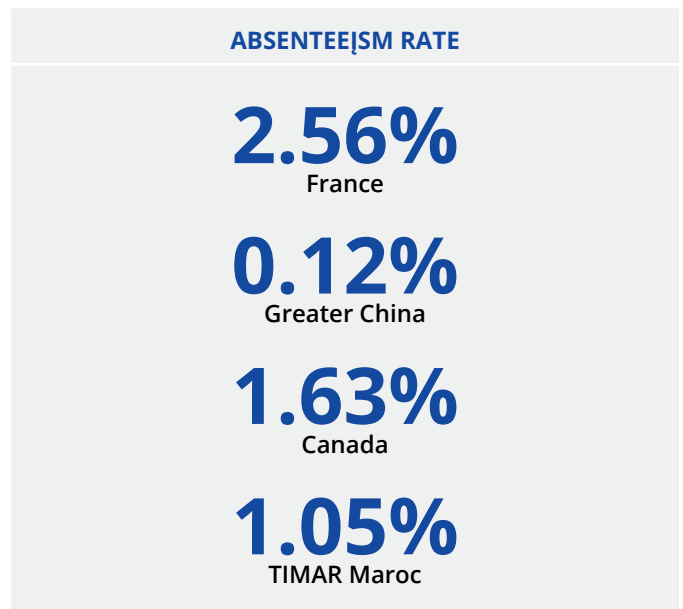 ABSENTEEĮSM RATE
2.56%
France
0.12%
Greater China
1.63%
Canada
1.05%
TIMAR Maroc